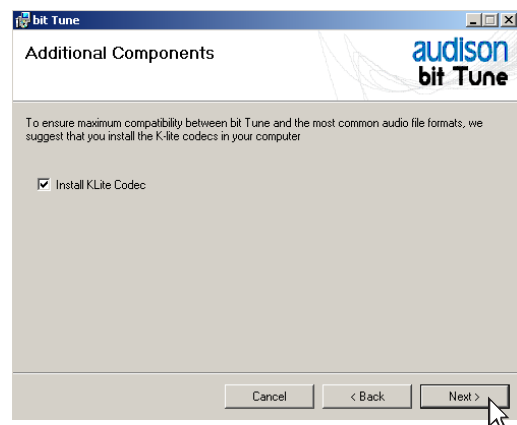 bit Tune
Additional Components
audison
bit Tune
To ensure maximum compatibility between bit Tune and the most common audio file formats, we
suggest that you install the K-lite codecs in your computer
Install KLite Codec
Cancel
< Back
Next >